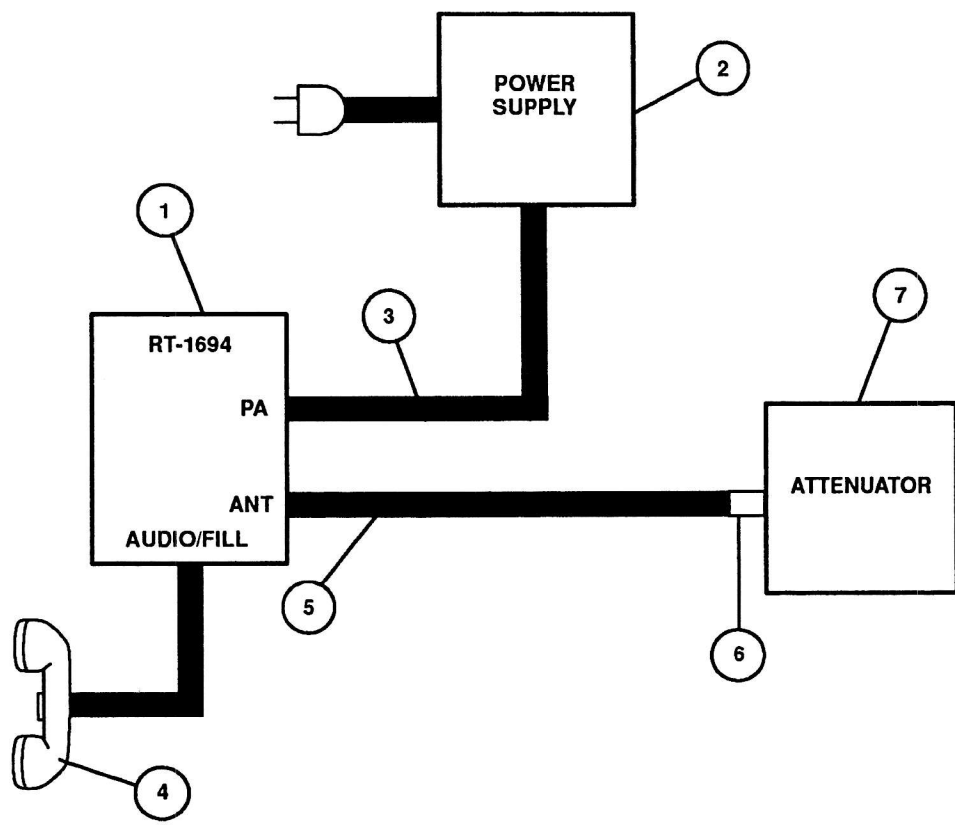 POWER
SUPPLY
2
1
3
7
RT-1694
PA
ATTENUATOR
ANT
AUDIO/FILL
5
6
4